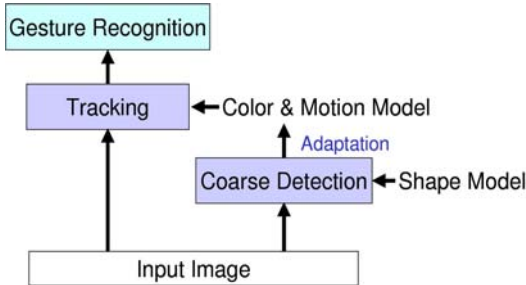 Gesture Recognition
Tracking
Color & Motion Model
Adaptation
Coarse Detection
Shape Model
Input Image